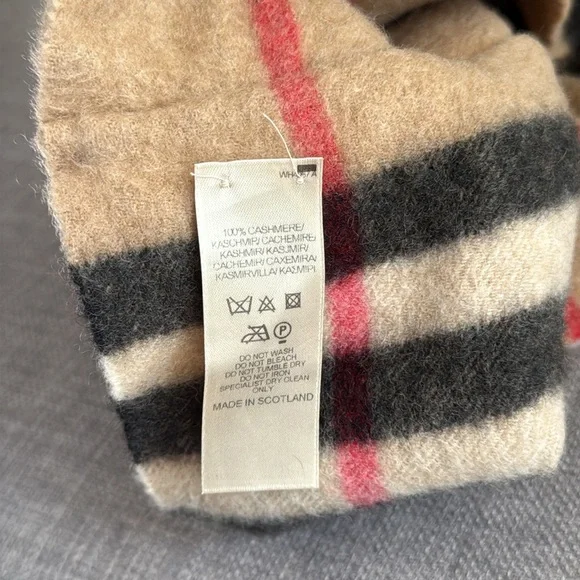 100% CASHMERE/
KASCHMIR/ CACHEMIRE/
KASHMIR/ KASJMIR/
CACHEMIR/ CAXEMIRA/
KASMIRVILLA/ ΚΑΣΜΙΡΙ
P
DO NOT WASH
DO NOT BLEACH
DO NOT TUMBLE DRY
DO NOT IRON
SPECIALIST DRY CLEAN
ONLY
MADE IN SCOTLAND